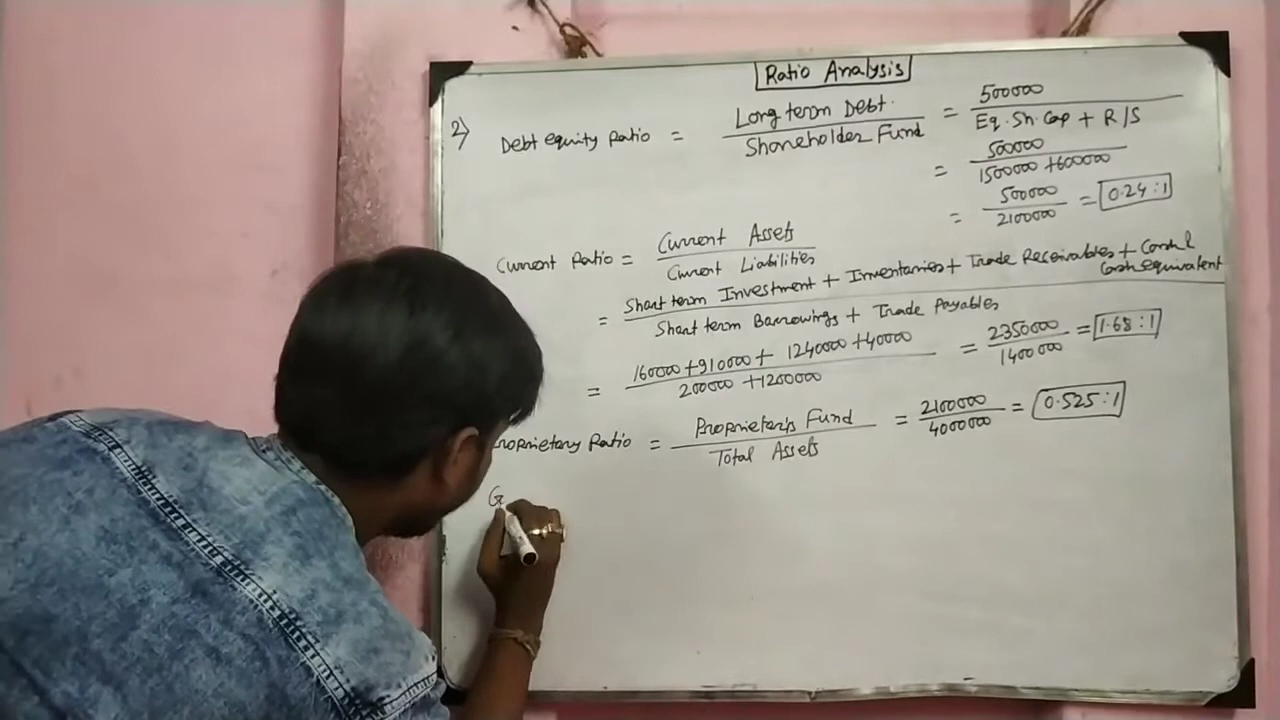 Ratio Analysis
2) Debt equity Ratio = Long term Debt. / Shareholder Fund = 500000 / Eq. Sh. Cap + R/S
= 500000 / 1500000 + 600000
= 500000 / 2100000 = 0.24 : 1
Current Ratio = Current Assets / Current Liabilities
= Short term Investment + Inventories + Trade Receivables + Cash & Cash equivalent / Short term Borrowings + Trade Payables
= 160000 + 910000 + 1240000 + 40000 / 200000 + 1200000 = 2350000 / 1400000 = 1.68 : 1
roprietary Ratio = Proprietary's Fund / Total Assets = 2100000 / 4000000 = 0.525 : 1
G